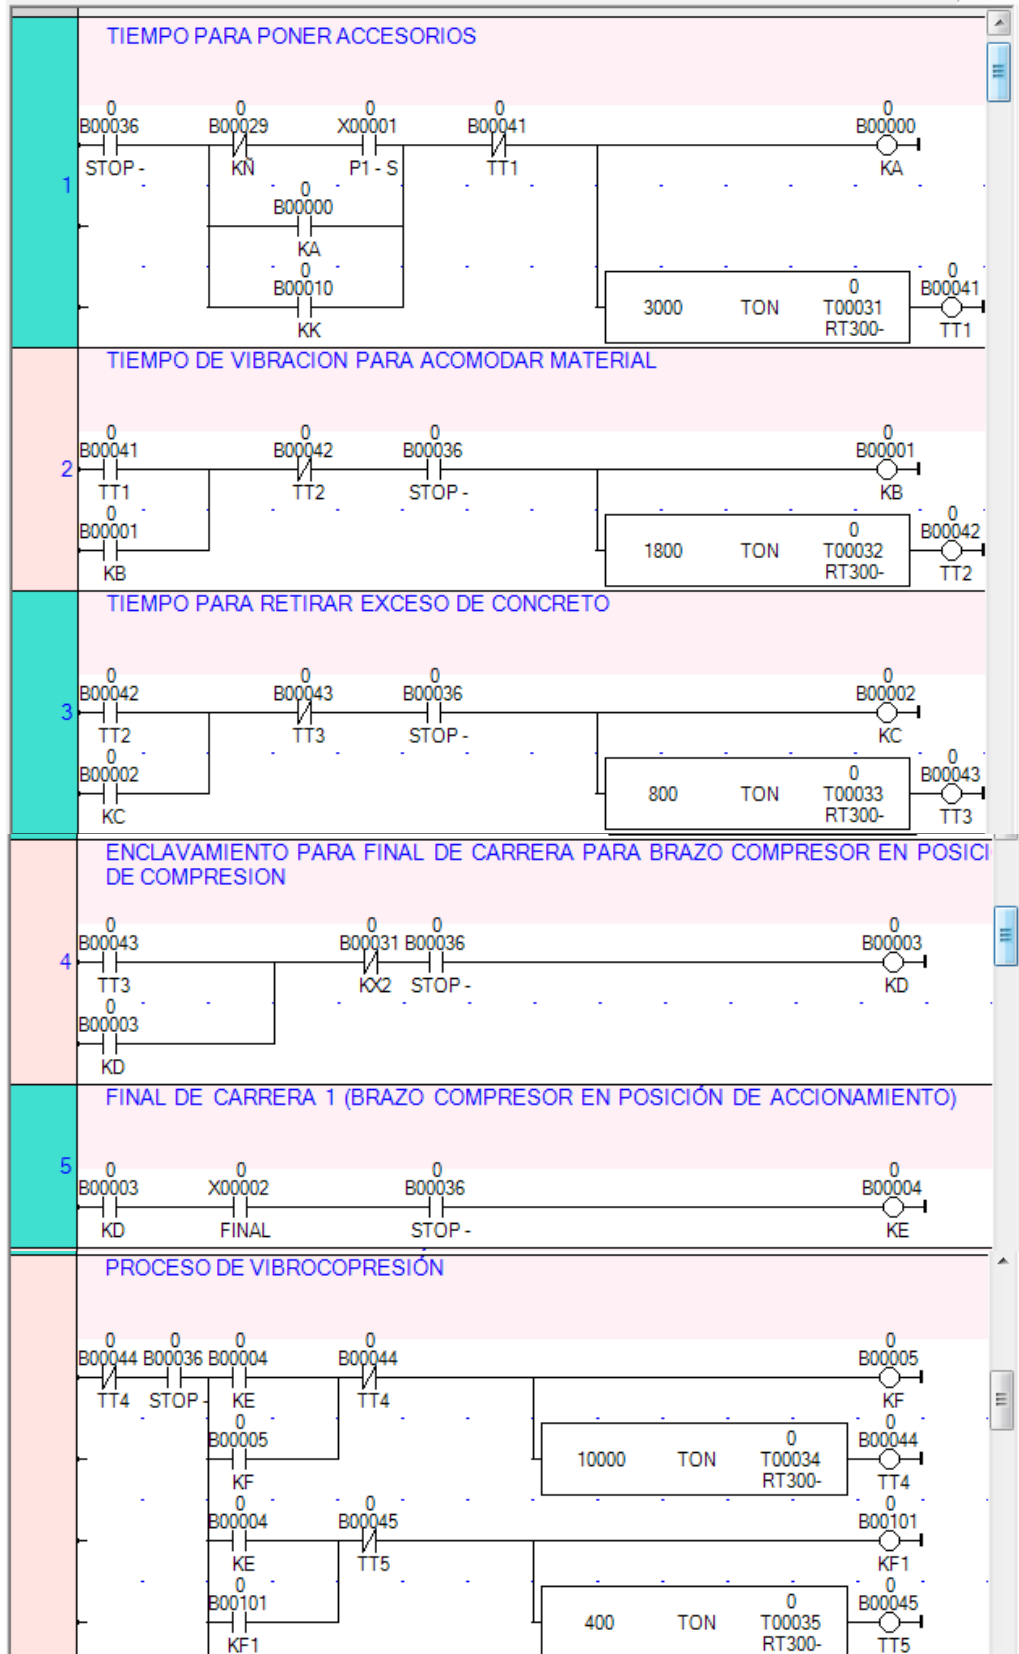 TIEMPO PARA PONER ACCESORIOS
0 0 0 0 0
B00036 B00029 X00001 B00041 B00000
STOP - KÑ P1 - S TT1 KA
1
0
B00000
KA
0 0 0
B00010 3000 TON T00031 B00041
KK RT300- TT1
TIEMPO DE VIBRACION PARA ACOMODAR MATERIAL
0 0 0 0
B00041 B00042 B00036 B00001
2
TT1 TT2 STOP - KB
0 0 0
B00001 1800 TON T00032 B00042
KB RT300- TT2
TIEMPO PARA RETIRAR EXCESO DE CONCRETO
0 0 0 0
B00042 B00043 B00036 B00002
3
TT2 TT3 STOP - KC
0 0 0
B00002 800 TON T00033 B00043
KC RT300- TT3
ENCLAVAMIENTO PARA FINAL DE CARRERA PARA BRAZO COMPRESOR EN POSICI
DE COMPRESION
0 0 0 0
B00043 B00031 B00036 B00003
4
TT3 KX2 STOP - KD
0
B00003
KD
FINAL DE CARRERA 1 (BRAZO COMPRESOR EN POSICIÓN DE ACCIONAMIENTO)
5
0 0 0 0
B00003 X00002 B00036 B00004
KD FINAL STOP - KE
PROCESO DE VIBROCOPRESIÓN
0 0 0 0 0
B00044 B00036 B00004 B00044 B00005
TT4 STOP - KE TT4 KF
0 0 0
B00005 10000 TON T00034 B00044
KF RT300- TT4
0 0 0
B00004 B00045 B00101
KE TT5 KF1
0 0 0
B00101 400 TON T00035 B00045
KF1 RT300- TT5